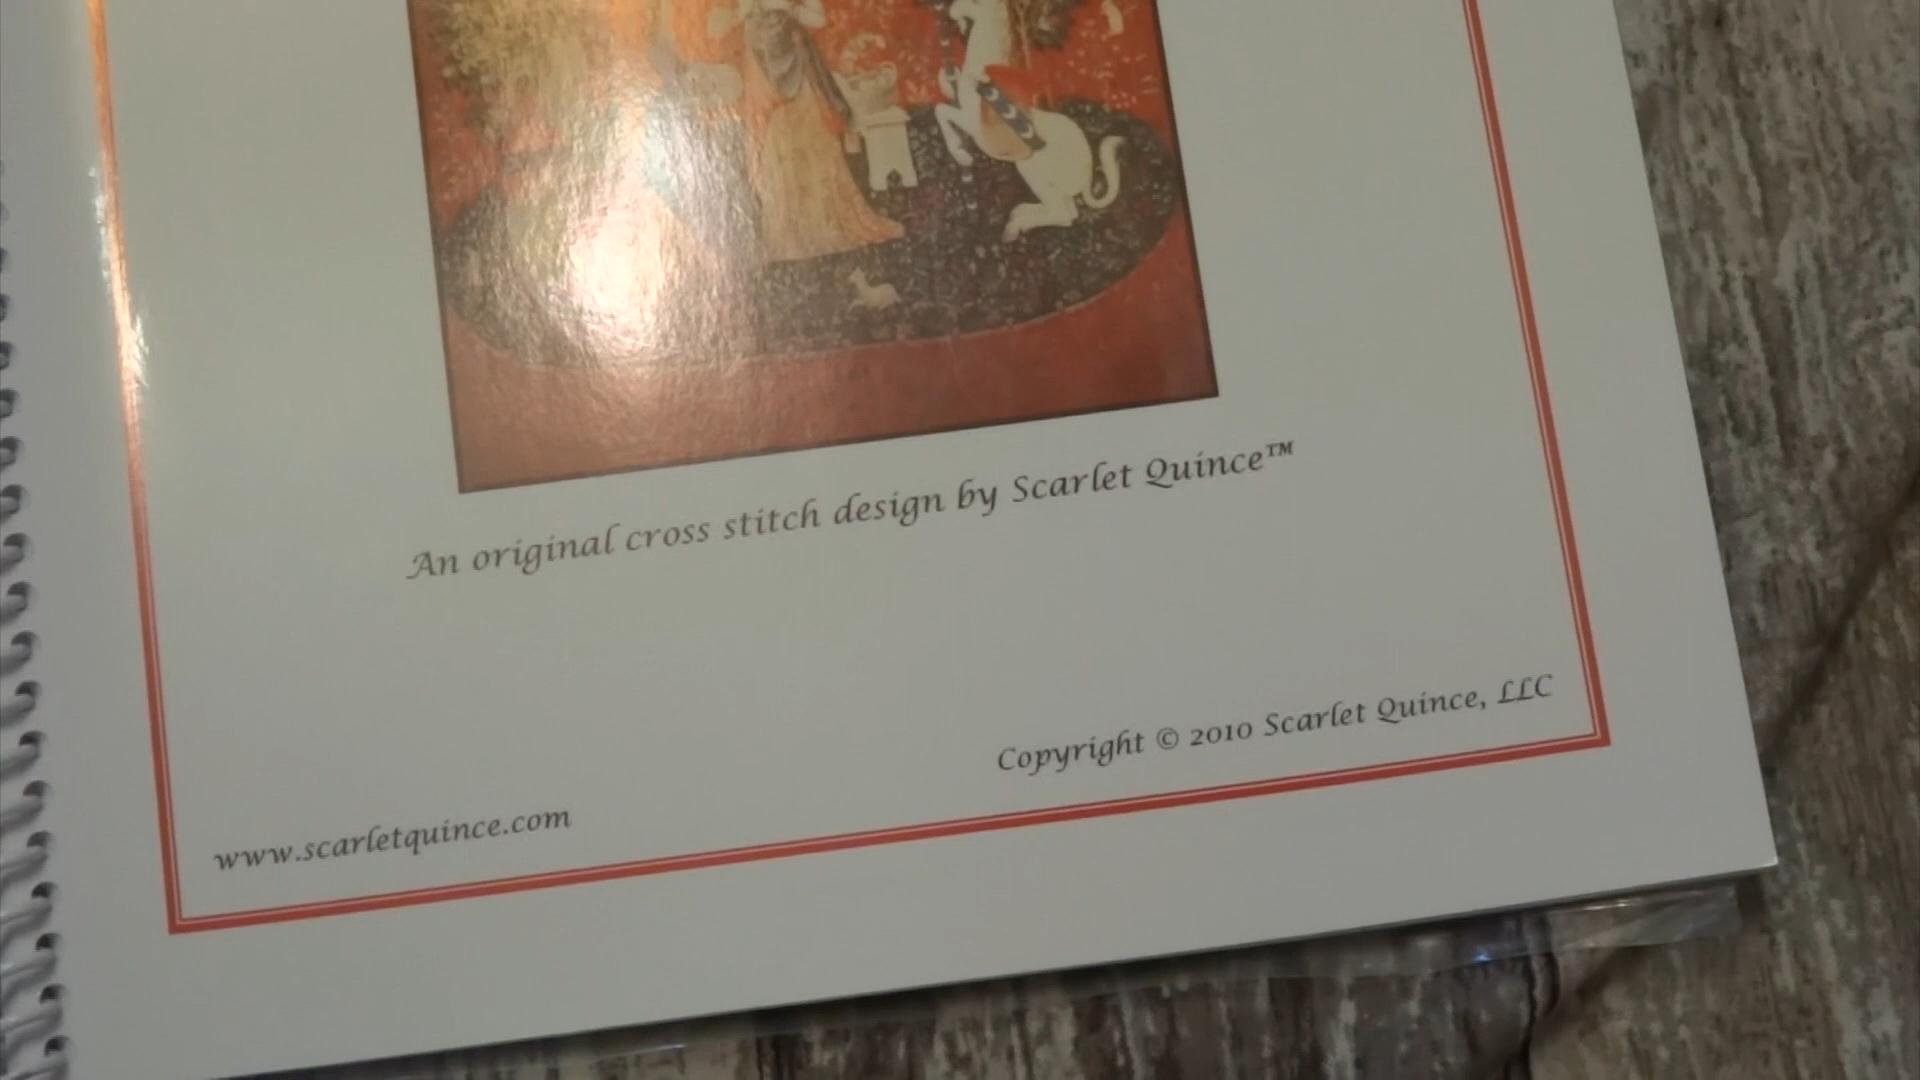 An original cross stitch design by Scarlet Quince™
Copyright © 2010 Scarlet Quince, LLC
www.scarletquince.com